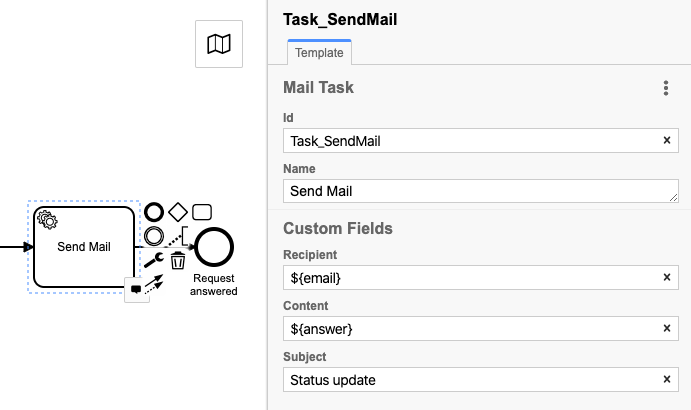 Task_SendMail
Template
Mail Task
Id
Task_SendMail
Name
Send Mail
Custom Fields
Recipient
${email}
Content
${answer}
Subject
Status update
Send Mail
Request
answered